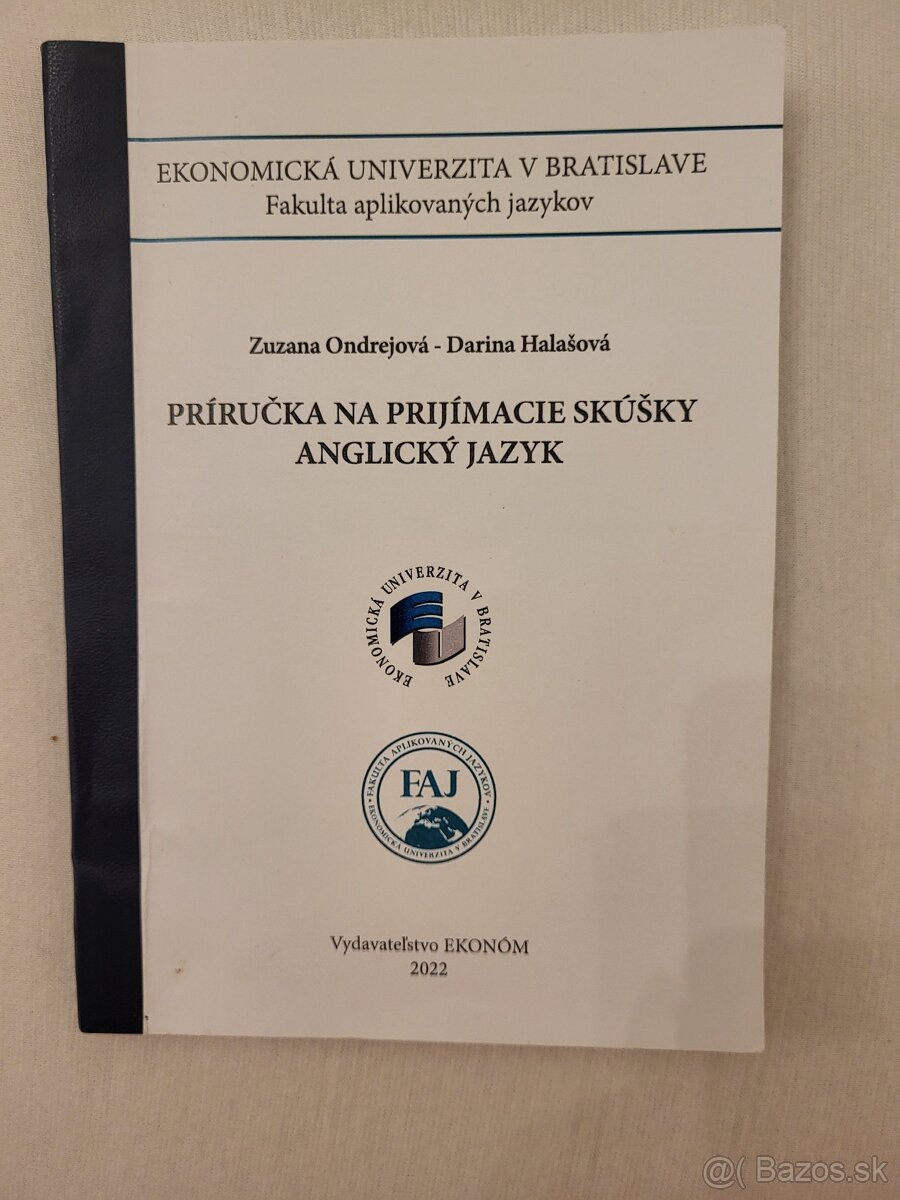 EKONOMICKÁ UNIVERZITA V BRATISLAVE
Fakulta aplikovaných jazykov
Zuzana Ondrejová - Darina Halašová
PRÍRUČKA NA PRIJÍMACIE SKÚŠKY
ANGLICKÝ JAZYK
EKONOMICKÁ UNIVERZITA V BRATISLAVE
FAKULTA APLIKOVANÝCH JAZYKOV
FAJ
EKONOMICKÁ UNIVERZITA V BRATISLAVE
Vydavateľstvo EKONÓM
2022
@( Bazos.sk